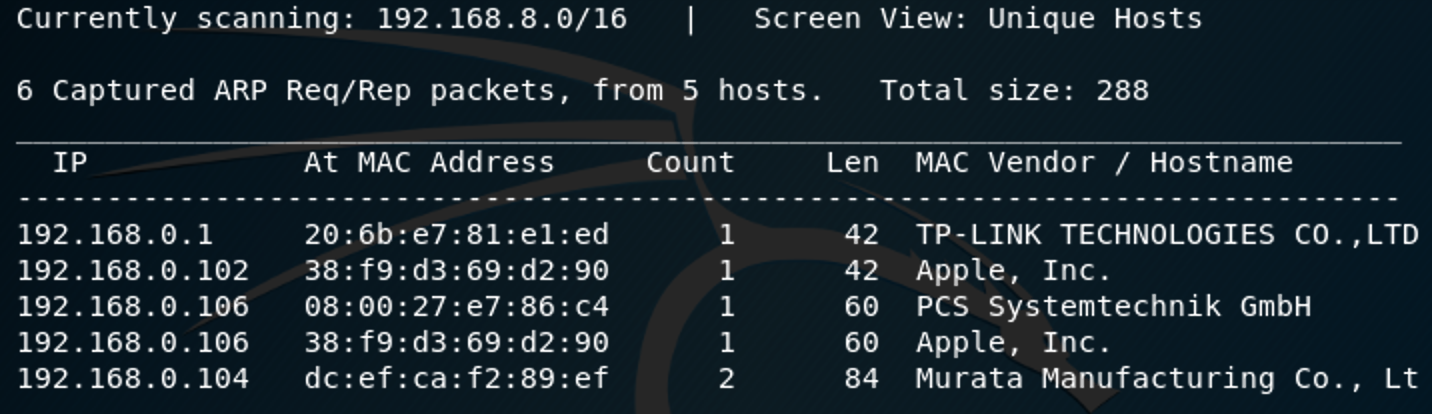 Currently scanning: 192.168.8.0/16   |   Screen View: Unique Hosts
6 Captured ARP Req/Rep packets, from 5 hosts.   Total size: 288
_____________________________________________________________________________
IP            At MAC Address     Count     Len  MAC Vendor / Hostname
-----------------------------------------------------------------------------
192.168.0.1     20:6b:e7:81:e1:ed      1      42  TP-LINK TECHNOLOGIES CO.,LTD
192.168.0.102   38:f9:d3:69:d2:90      1      42  Apple, Inc.
192.168.0.106   08:00:27:e7:86:c4      1      60  PCS Systemtechnik GmbH
192.168.0.106   38:f9:d3:69:d2:90      1      60  Apple, Inc.
192.168.0.104   dc:ef:ca:f2:89:ef      2      84  Murata Manufacturing Co., Lt